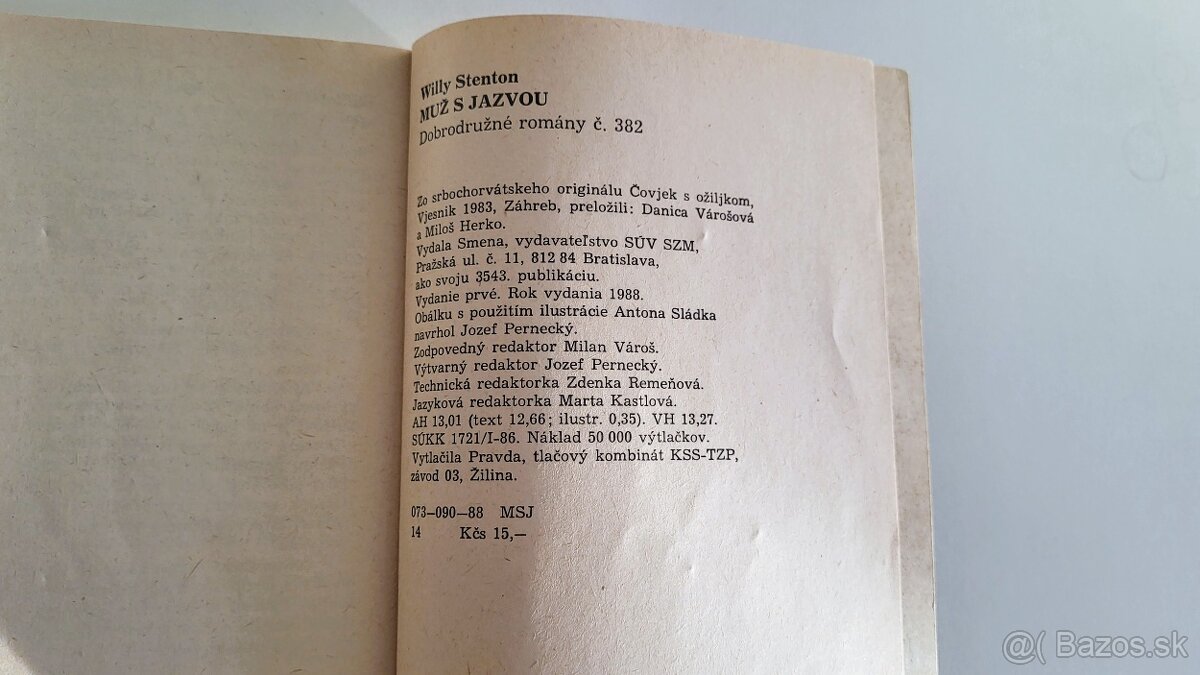 Willy Stenton
MUŽ S JAZVOU
Dobrodružné romány č. 382
Zo srbochorvátskeho originálu Čovjek s ožiljkom,
Vjesnik 1983, Záhreb, preložili: Danica Várošová
a Miloš Herko.
Vydala Smena, vydavateľstvo SÚV SZM,
Pražská ul. č. 11, 812 84 Bratislava,
ako svoju 3543. publikáciu.
Vydanie prvé. Rok vydania 1988.
Obálku s použitím ilustrácie Antona Sládka
navrhol Jozef Pernecký.
Zodpovedný redaktor Milan Város.
Výtvarný redaktor Jozef Pernecký.
Technická redaktorka Zdenka Remeňová.
Jazyková redaktorka Marta Kastlová.
AH 13,01 (text 12,66; ilustr. 0,35). VH 13,27.
SÚKK 1721/I-86. Náklad 50 000 výtlačkov.
Vytlačila Pravda, tlačový kombinát KSS-TZP,
závod 03, Žilina.
073—090—88 MSJ
14 Kčs 15,—
@( Bazos.sk